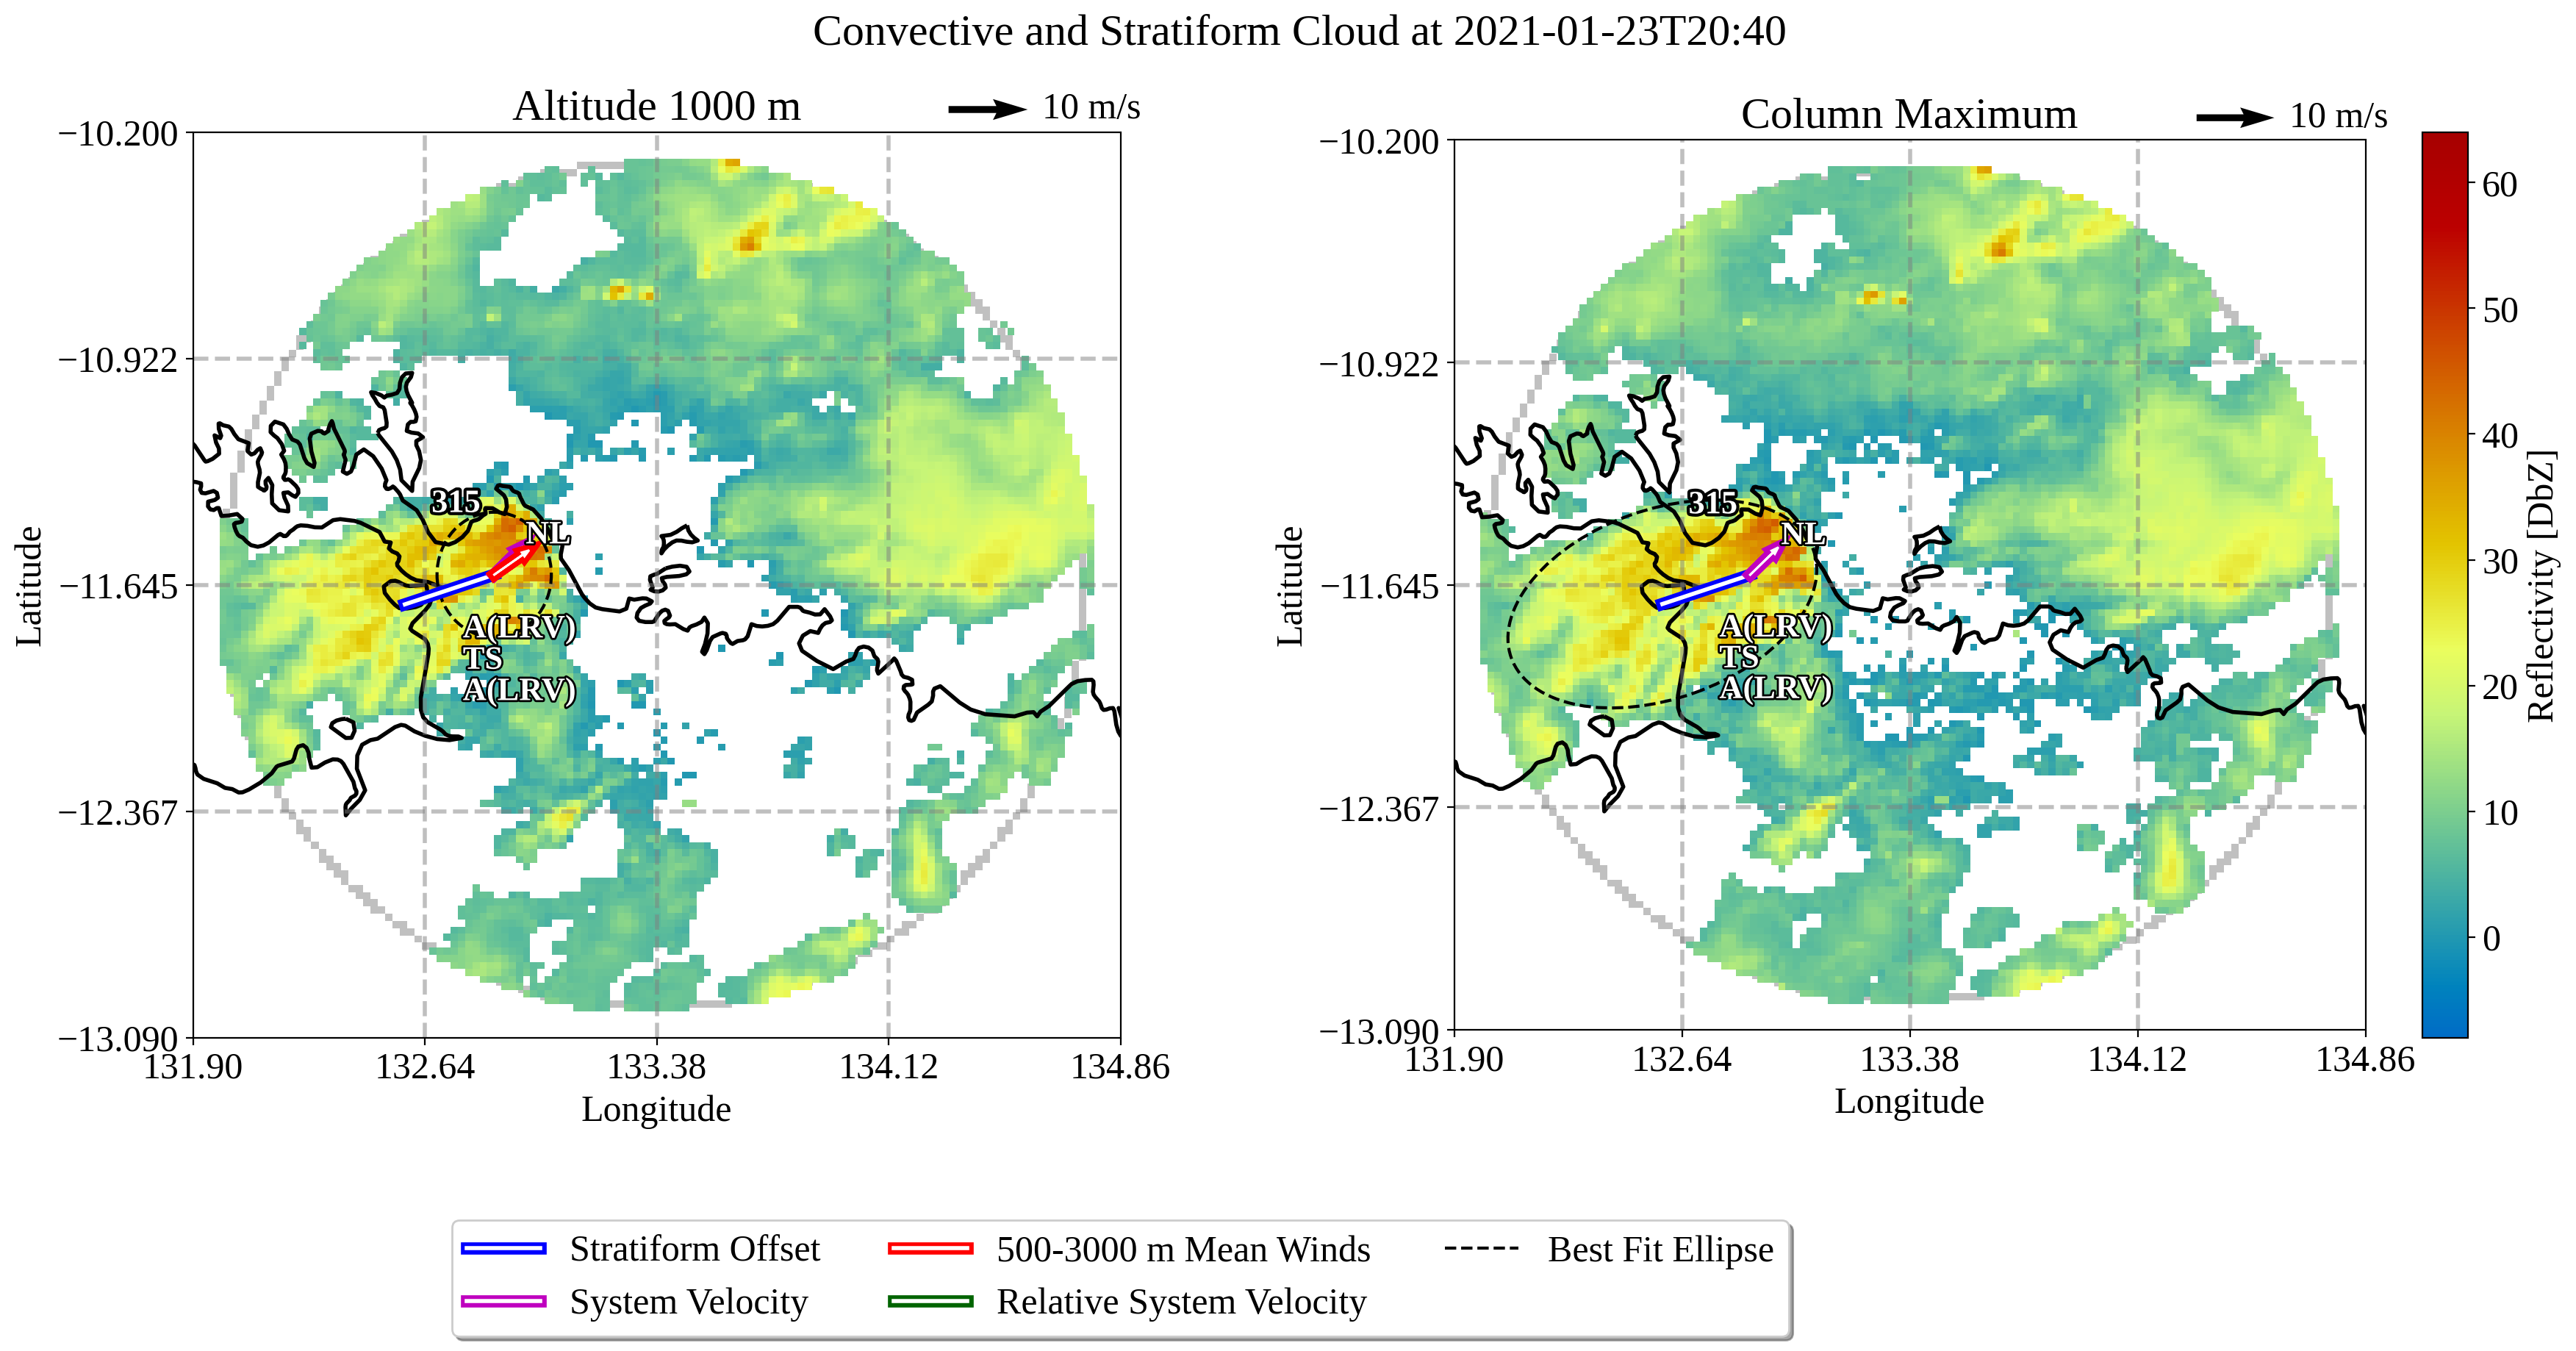 Convective and Stratiform Cloud at 2021-01-23T20:40
Altitude 1000 m
10 m/s
−10.200
−10.922
−11.645
−12.367
−13.090
Latitude
131.90
132.64
133.38
134.12
134.86
Longitude
315
NL
A(LRV)
TS
A(LRV)
Column Maximum
10 m/s
−10.200
−10.922
−11.645
−12.367
−13.090
Latitude
131.90
132.64
133.38
134.12
134.86
Longitude
315
NL
A(LRV)
TS
A(LRV)
60
50
40
30
20
10
0
Reflectivity [DbZ]
Stratiform Offset
System Velocity
500-3000 m Mean Winds
Relative System Velocity
Best Fit Ellipse